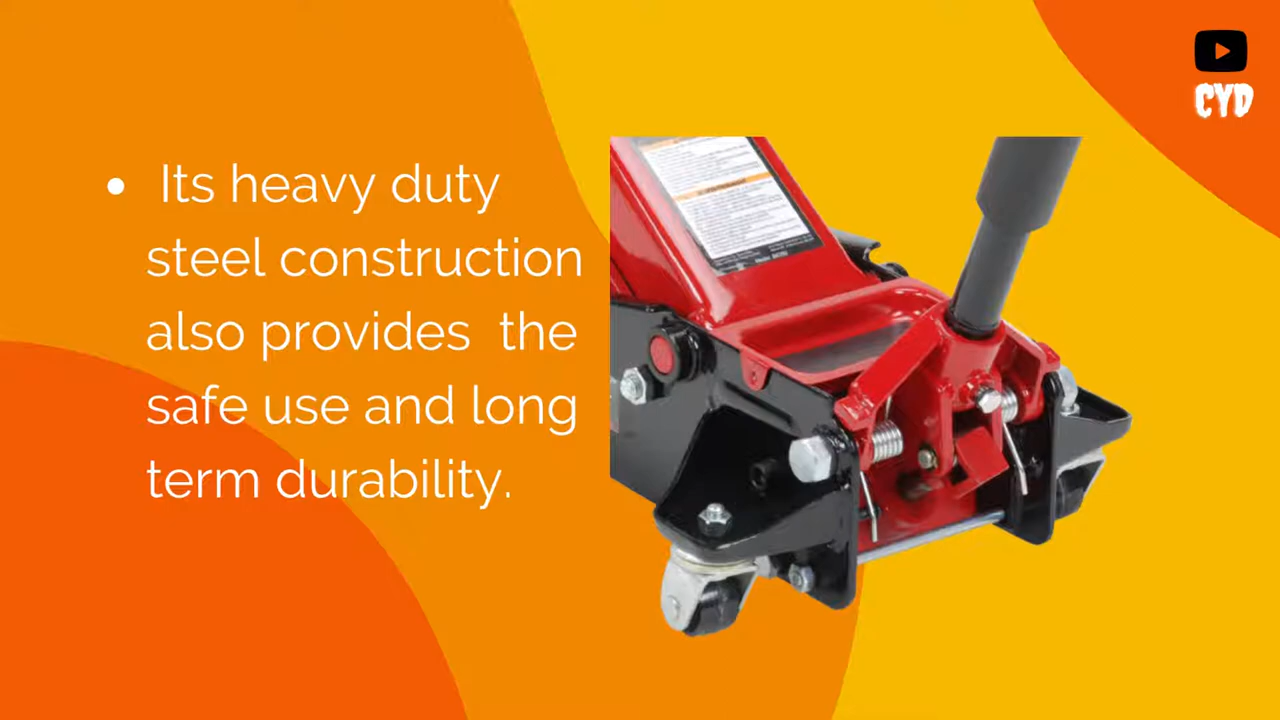 CYD
Its heavy duty
steel construction
also provides the
safe use and long
term durability.